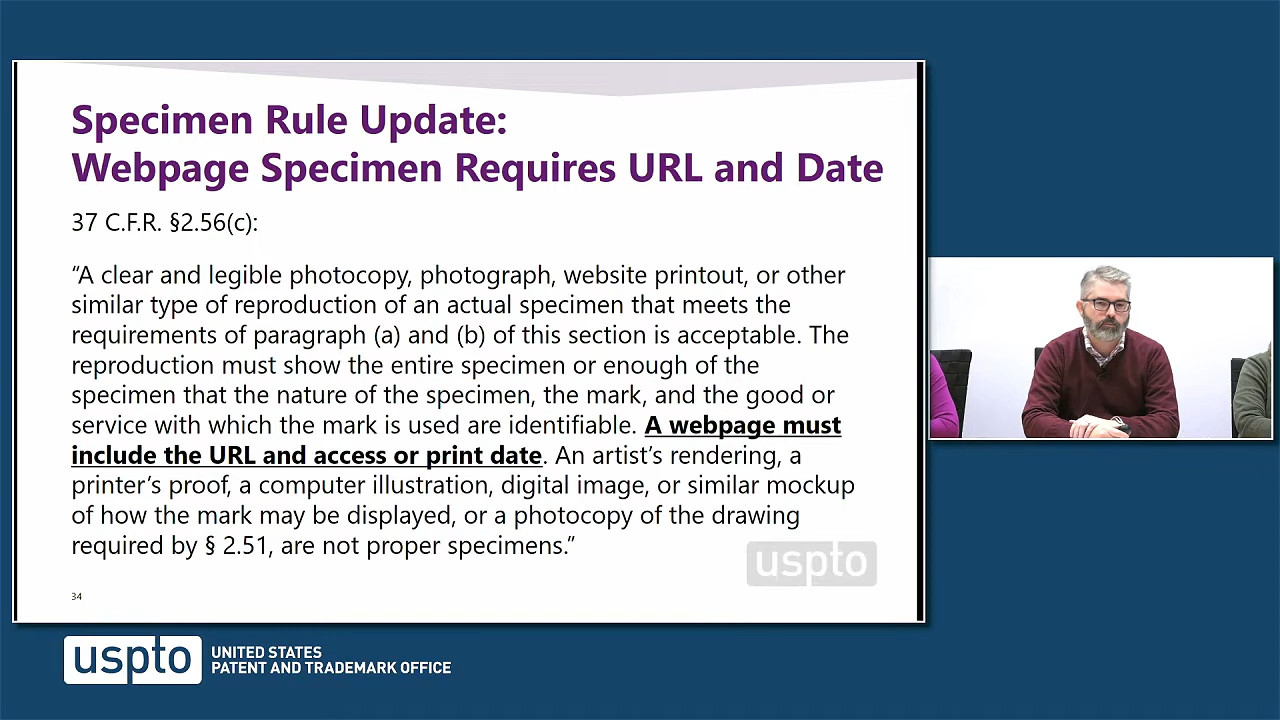 Specimen Rule Update:
Webpage Specimen Requires URL and Date
37 C.F.R. §2.56(c):
“A clear and legible photocopy, photograph, website printout, or other
similar type of reproduction of an actual specimen that meets the
requirements of paragraph (a) and (b) of this section is acceptable. The
reproduction must show the entire specimen or enough of the
specimen that the nature of the specimen, the mark, and the good or
service with which the mark is used are identifiable. A webpage must
include the URL and access or print date. An artist’s rendering, a
printer’s proof, a computer illustration, digital image, or similar mockup
of how the mark may be displayed, or a photocopy of the drawing
required by § 2.51, are not proper specimens.”
uspto
34
uspto
UNITED STATES
PATENT AND TRADEMARK OFFICE